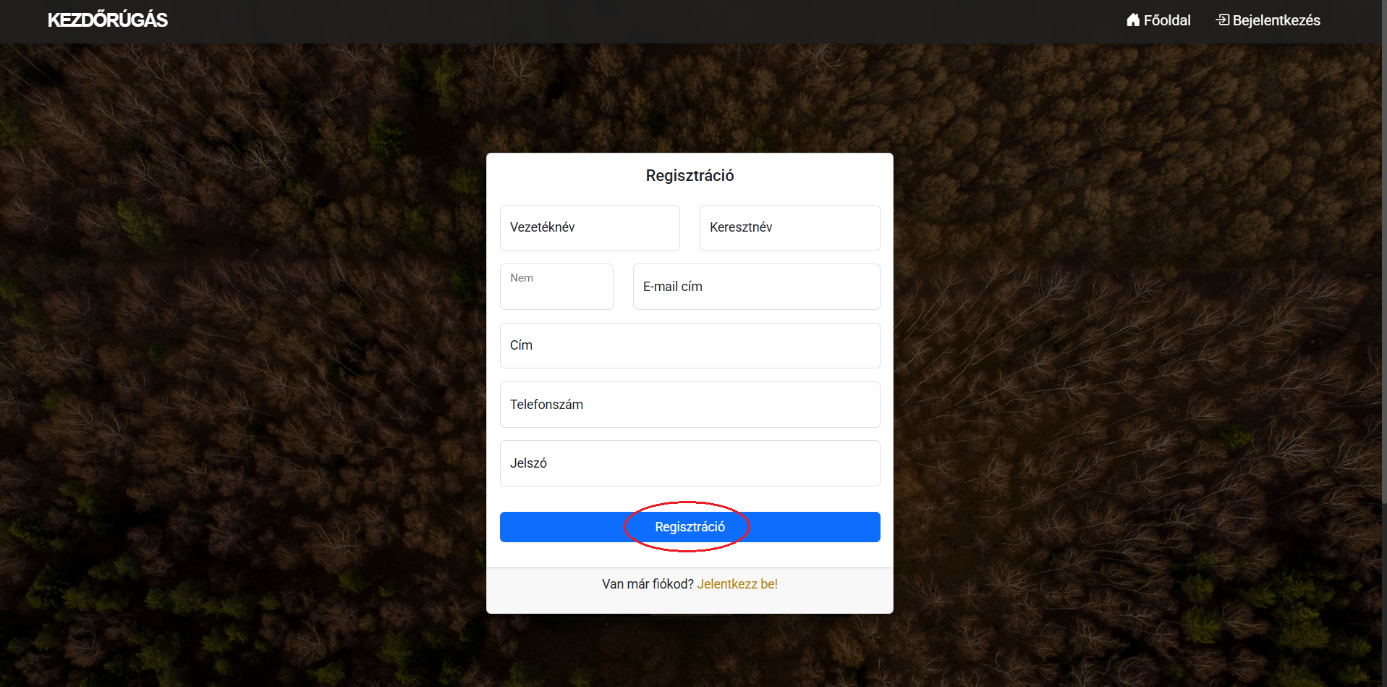 KEZDŐRÚGÁS
Főoldal
Bejelentkezés
Regisztráció
Vezetéknév
Keresztnév
Nem
E-mail cím
Cím
Telefonszám
Jelszó
Regisztráció
Van már fiókod? Jelentkezz be!